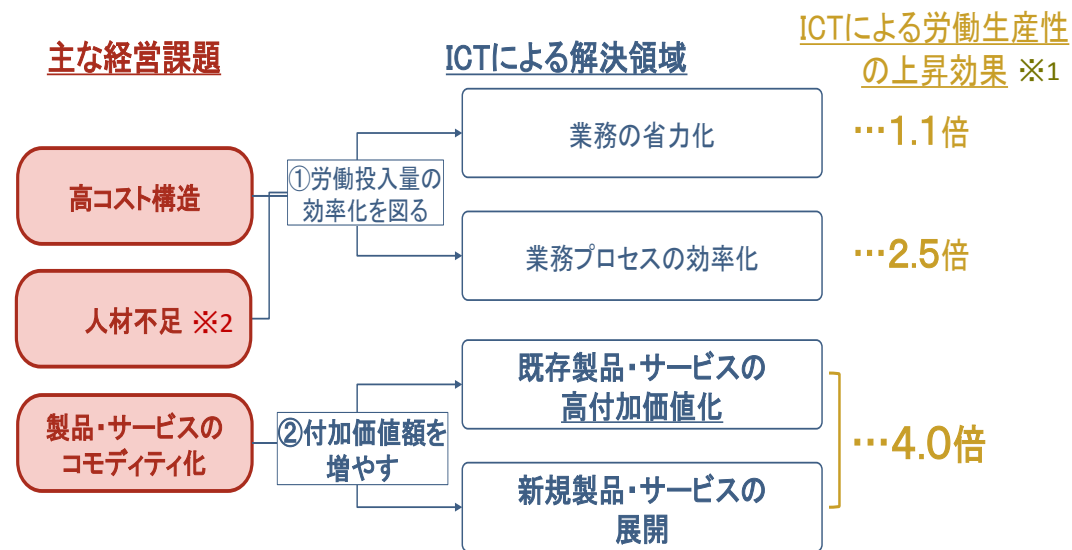 主な経営課題
ICTによる解決領域
ICTによる労働生産性
の上昇効果 ※1
高コスト構造
人材不足 ※2
製品・サービスの
コモディティ化
①労働投入量の
効率化を図る
②付加価値額を
増やす
業務の省力化
…1.1倍
業務プロセスの効率化
…2.5倍
既存製品・サービスの
高付加価値化
新規製品・サービスの
展開
…4.0倍